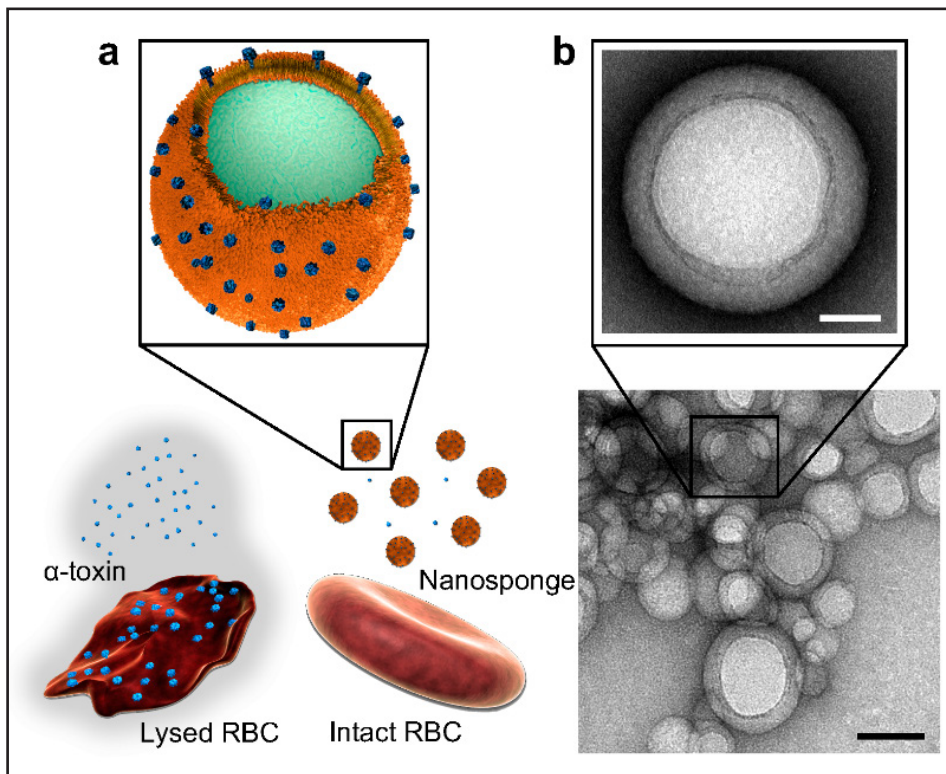 a
b
α-toxin
Nanosponge
Lysed RBC
Intact RBC